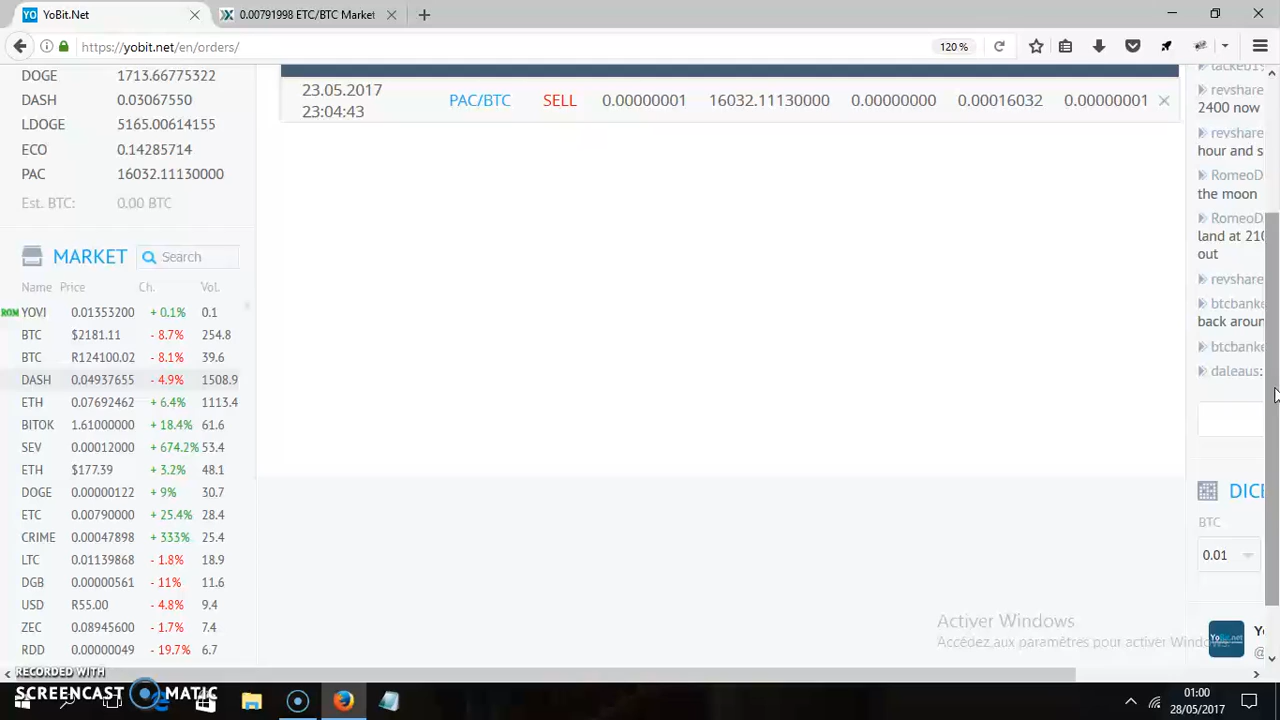 YoBit.Net
0.00791998 ETC/BTC Market
https://yobit.net/en/orders/
120 %
DOGE 1713.66775322
DASH 0.03067550
LDOGE 5165.00614155
ECO 0.14285714
PAC 16032.11130000
Est. BTC: 0.00 BTC
MARKET Search
Name Price Ch. Vol.
YOVI 0.01353200 + 0.1% 0.1
BTC $2181.11 - 8.7% 254.8
BTC R124100.02 - 8.1% 39.6
DASH 0.04937655 - 4.9% 1508.9
ETH 0.07692462 + 6.4% 1113.4
BITOK 1.61000000 + 18.4% 61.6
SEV 0.00012000 + 674.2% 53.4
ETH $177.39 + 3.2% 48.1
DOGE 0.00000122 + 9% 30.7
ETC 0.00790000 + 25.4% 28.4
CRIME 0.00047898 + 333% 25.4
LTC 0.01139868 - 1.8% 18.9
DGB 0.00000561 - 11% 11.6
USD R55.00 - 4.8% 9.4
ZEC 0.08945600 - 1.7% 7.4
RDD 0.00000049 - 19.7% 6.7
23.05.2017
23:04:43
PAC/BTC SELL 0.00000001 16032.11130000 0.00000000 0.00016032 0.00000001
revshare
2400 now
revshare
hour and s
RomeoD
the moon
RomeoD
land at 210
out
revshare
btcbanke
back aroun
btcbanke
daleaus:
DICE
BTC
0.01
YoBit.net
Activer Windows
Accédez aux paramètres pour activer Windows.
RECORDED WITH
SCREENCAST MATIC
01:00
28/05/2017